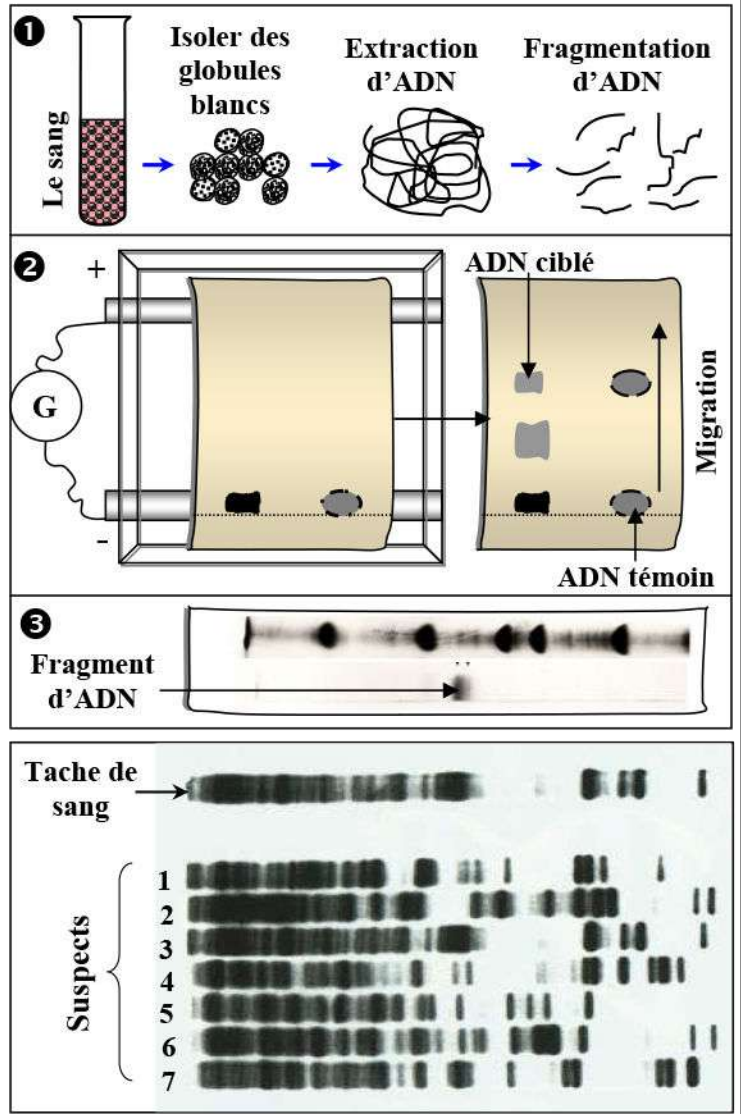 ❶
Le sang
Isoler des
globules
blancs
Extraction
d’ADN
Fragmentation
d’ADN
❷
+
G
-
ADN ciblé
Migration
ADN témoin
❸
Fragment
d’ADN
Tache de
sang
Suspects
1
2
3
4
5
6
7